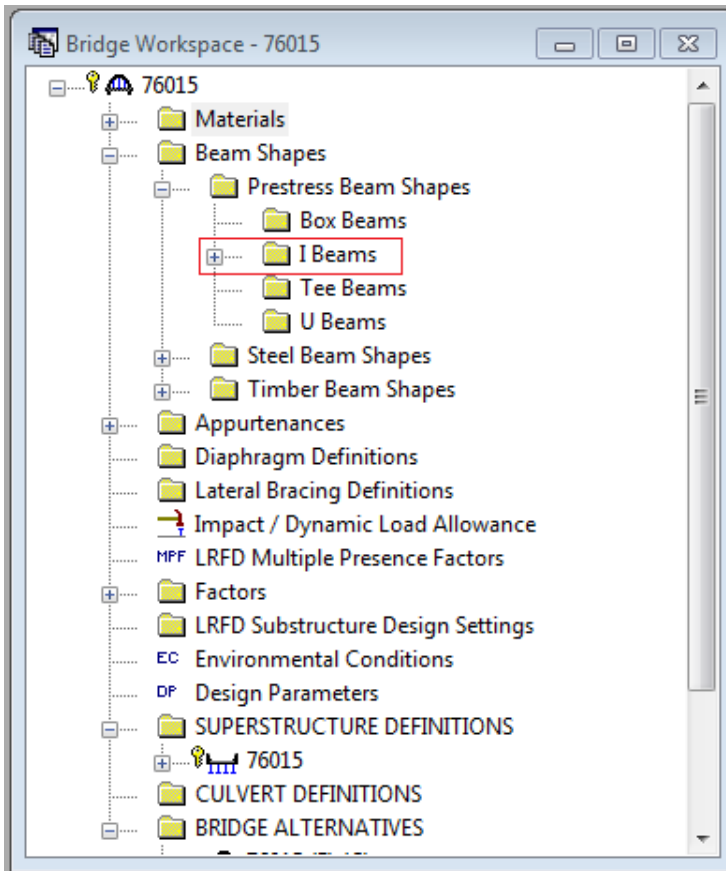 Bridge Workspace - 76015
76015
Materials
Beam Shapes
Prestress Beam Shapes
Box Beams
I Beams
Tee Beams
U Beams
Steel Beam Shapes
Timber Beam Shapes
Appurtenances
Diaphragm Definitions
Lateral Bracing Definitions
Impact / Dynamic Load Allowance
MPF LRFD Multiple Presence Factors
Factors
LRFD Substructure Design Settings
EC Environmental Conditions
DP Design Parameters
SUPERSTRUCTURE DEFINITIONS
76015
CULVERT DEFINITIONS
BRIDGE ALTERNATIVES